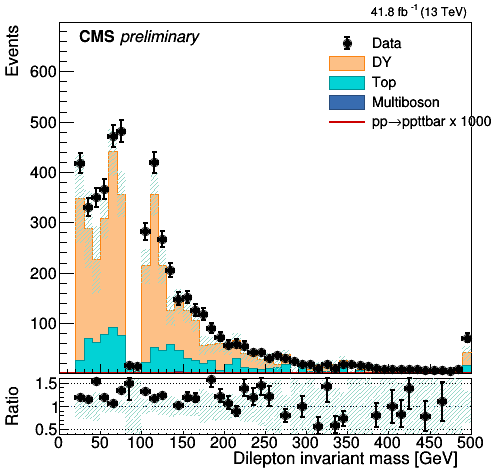 41.8 fb⁻¹ (13 TeV)
CMS preliminary
Events
Data
DY
Top
Multiboson
pp→ppttbar x 1000
600
500
400
300
200
100
Ratio
1.5
1
0.5
0 50 100 150 200 250 300 350 400 450 500
Dilepton invariant mass [GeV]